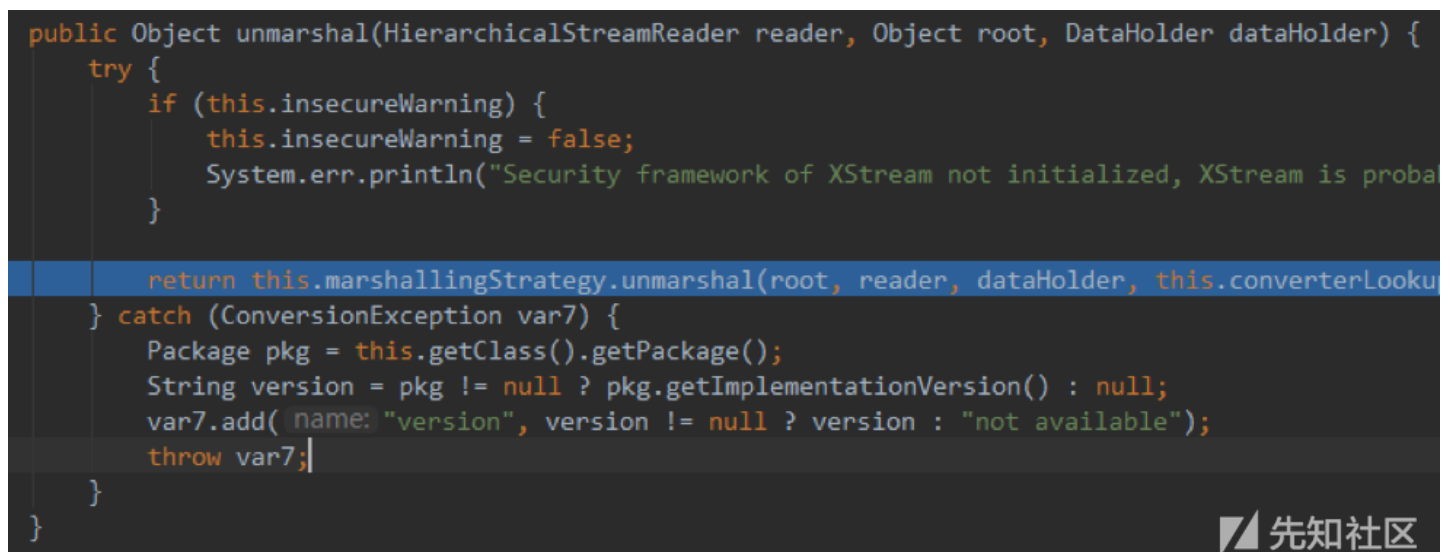 public Object unmarshal(HierarchicalStreamReader reader, Object root, DataHolder dataHolder) {
try {
if (this.insecureWarning) {
this.insecureWarning = false;
System.err.println("Security framework of XStream not initialized, XStream is probab
}
return this.marshallingStrategy.unmarshal(root, reader, dataHolder, this.converterLookup
} catch (ConversionException var7) {
Package pkg = this.getClass().getPackage();
String version = pkg != null ? pkg.getImplementationVersion() : null;
var7.add( name: "version", version != null ? version : "not available");
throw var7;
}
}
先知社区